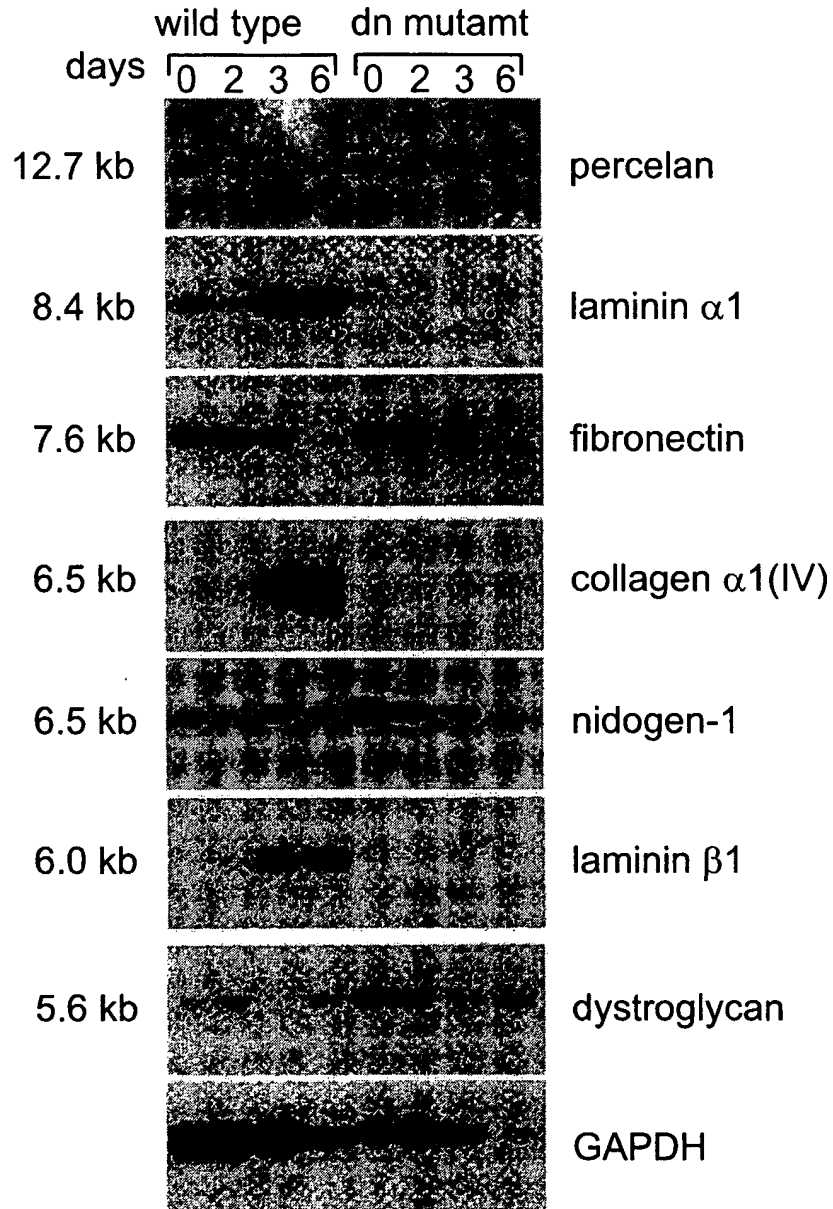 wild type dn mutamt
days 0 2 3 6 0 2 3 6
12.7 kb percelan
8.4 kb laminin α1
7.6 kb fibronectin
6.5 kb collagen α1(IV)
6.5 kb nidogen-1
6.0 kb laminin β1
5.6 kb dystroglycan
GAPDH